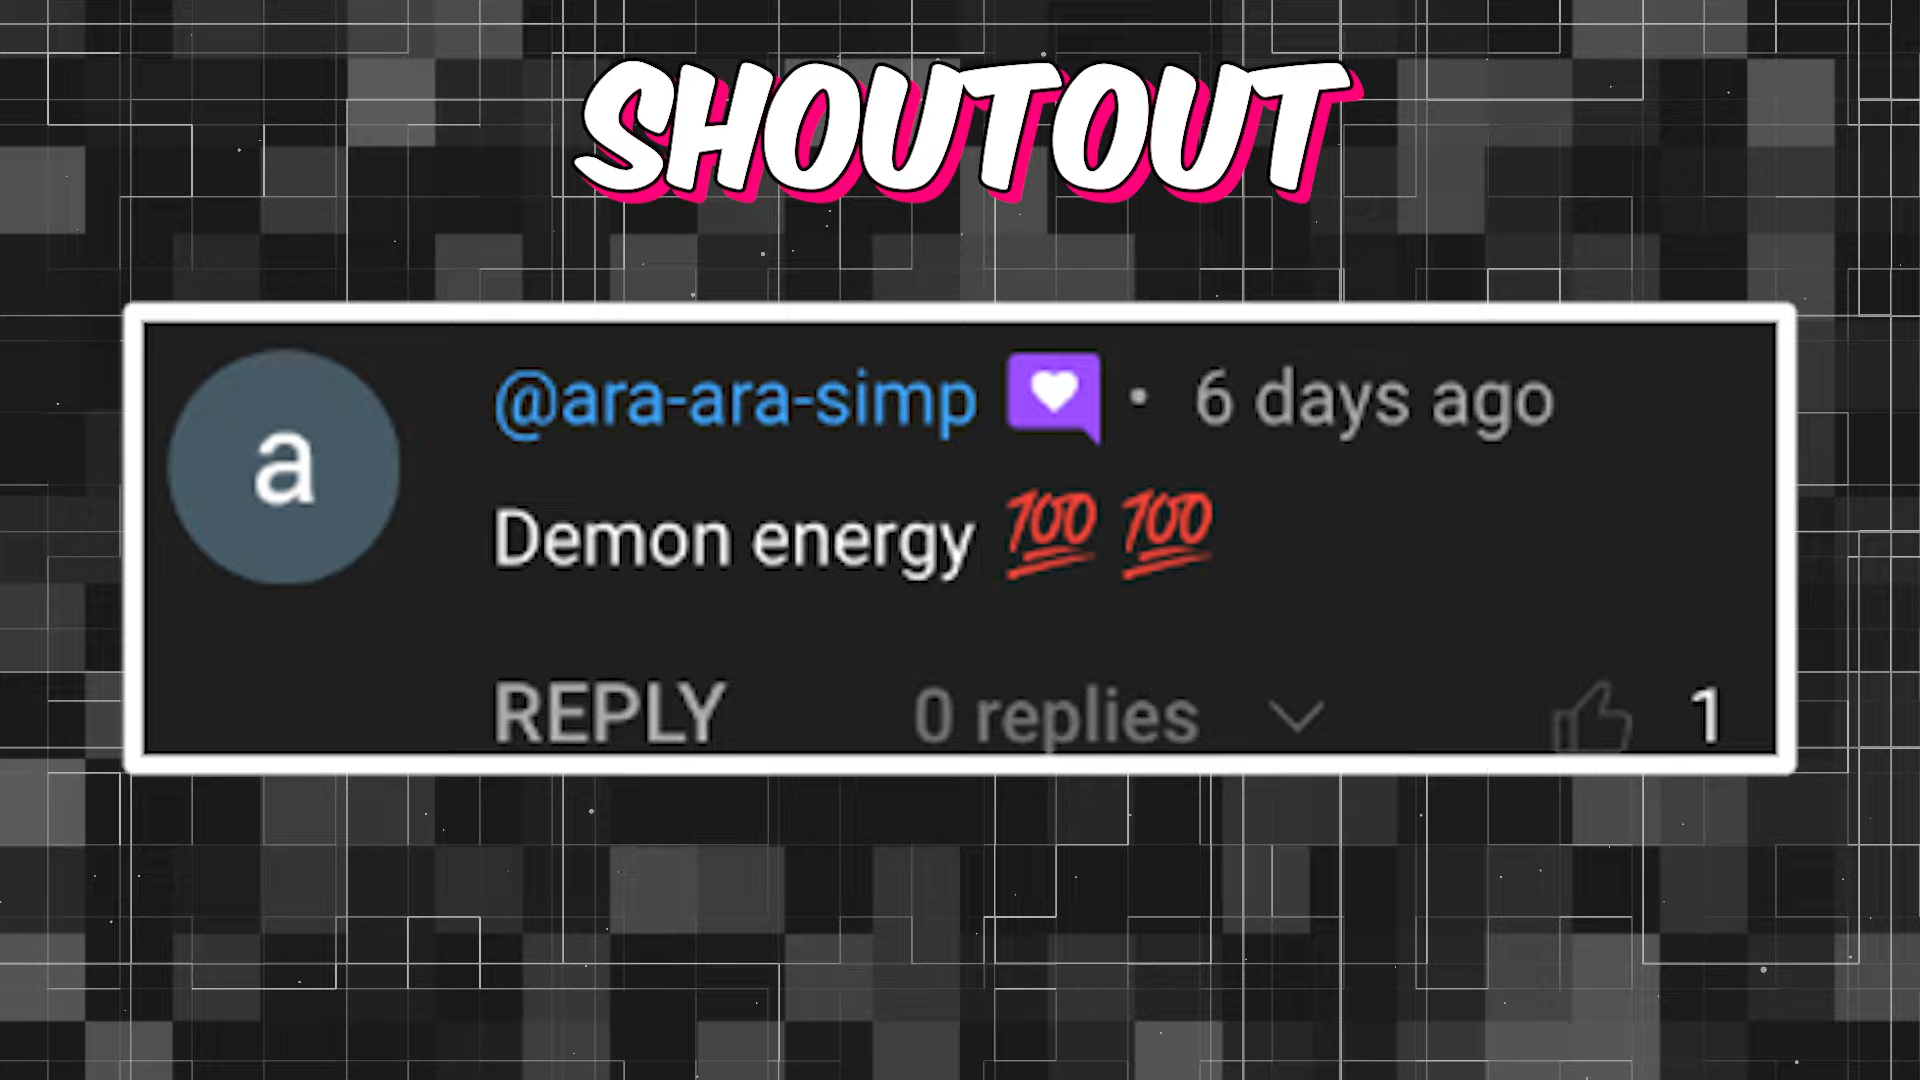 SHOUTOUT
a
@ara-ara-simp • 6 days ago
Demon energy 💯 💯
REPLY 0 replies 1